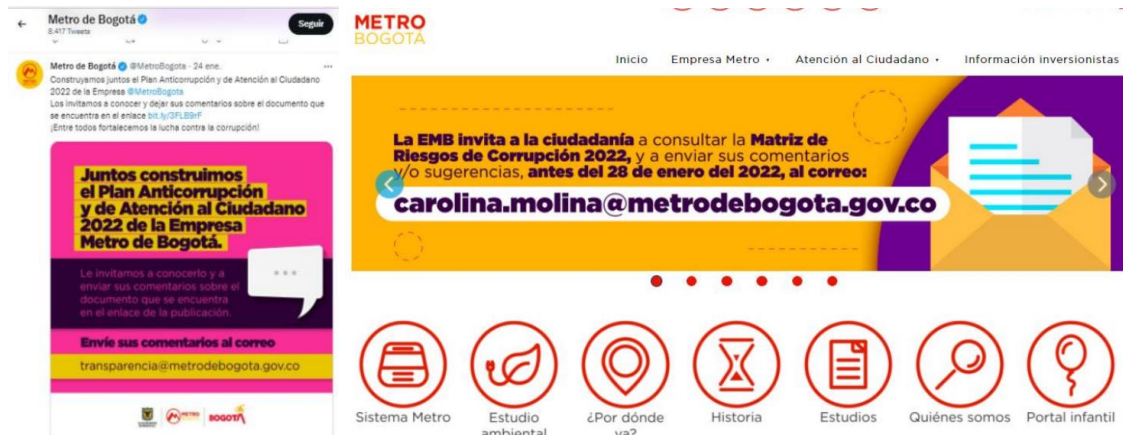 Metro de Bogotá
8.417 Tweets
Seguir
Metro de Bogotá @MetroBogota · 24 ene.
Construyamos juntos el Plan Anticorrupción y de Atención al Ciudadano
2022 de la Empresa @MetroBogota
Los invitamos a conocer y dejar sus comentarios sobre el documento que
se encuentra en el enlace bit.ly/3FLB9rF
¡Entre todos fortalecemos la lucha contra la corrupción!
Juntos construimos
el Plan Anticorrupción
y de Atención al Ciudadano
2022 de la Empresa
Metro de Bogotá.
Le invitamos a conocerlo y a
enviar sus comentarios sobre el
documento que se encuentra
en el enlace de la publicación.
Envíe sus comentarios al correo
transparencia@metrodebogota.gov.co
METRO
BOGOTÁ
METRO
BOGOTÁ
Inicio Empresa Metro Atención al Ciudadano Información inversionistas
La EMB invita a la ciudadanía a consultar la Matriz de
Riesgos de Corrupción 2022, y a enviar sus comentarios
y/o sugerencias, antes del 28 de enero del 2022, al correo:
carolina.molina@metrodebogota.gov.co
Sistema Metro
Estudio
ambiental
¿Por dónde
va?
Historia
Estudios
Quiénes somos
Portal infantil